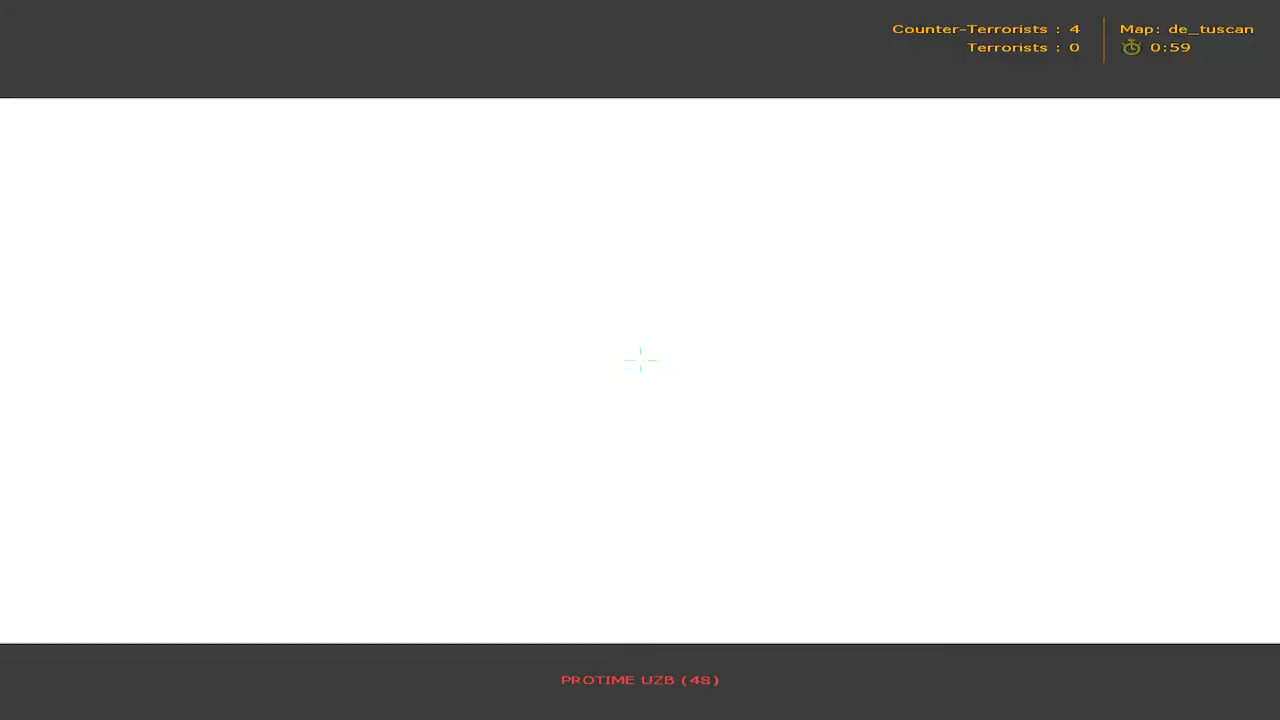 Counter-Terrorists : 4
Terrorists : 0
Map: de_tuscan
0:59
PROTIME UZB (48)